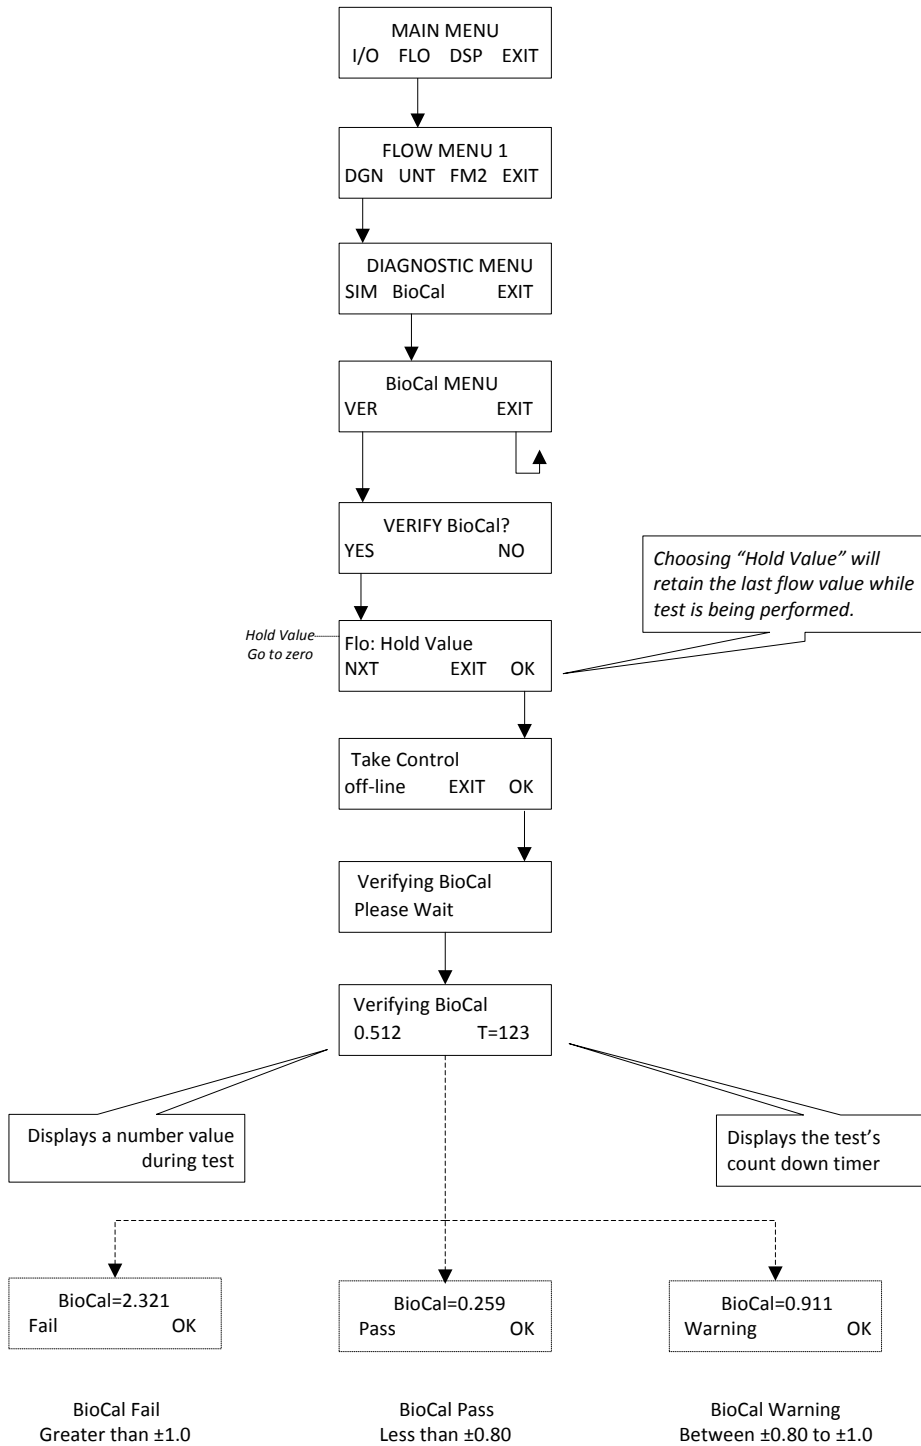 MAIN MENU
I/O FLO DSP EXIT
FLOW MENU 1
DGN UNT FM2 EXIT
DIAGNOSTIC MENU
SIM BioCal EXIT
BioCal MENU
VER EXIT
VERIFY BioCal?
YES NO
Choosing “Hold Value” will
retain the last flow value while
test is being performed.
Hold Value
Go to zero
Flo: Hold Value
NXT EXIT OK
Take Control
off-line EXIT OK
Verifying BioCal
Please Wait
Verifying BioCal
0.512 T=123
Displays a number value
during test
Displays the test’s
count down timer
BioCal=2.321
Fail OK
BioCal=0.259
Pass OK
BioCal=0.911
Warning OK
BioCal Fail
Greater than ±1.0
BioCal Pass
Less than ±0.80
BioCal Warning
Between ±0.80 to ±1.0